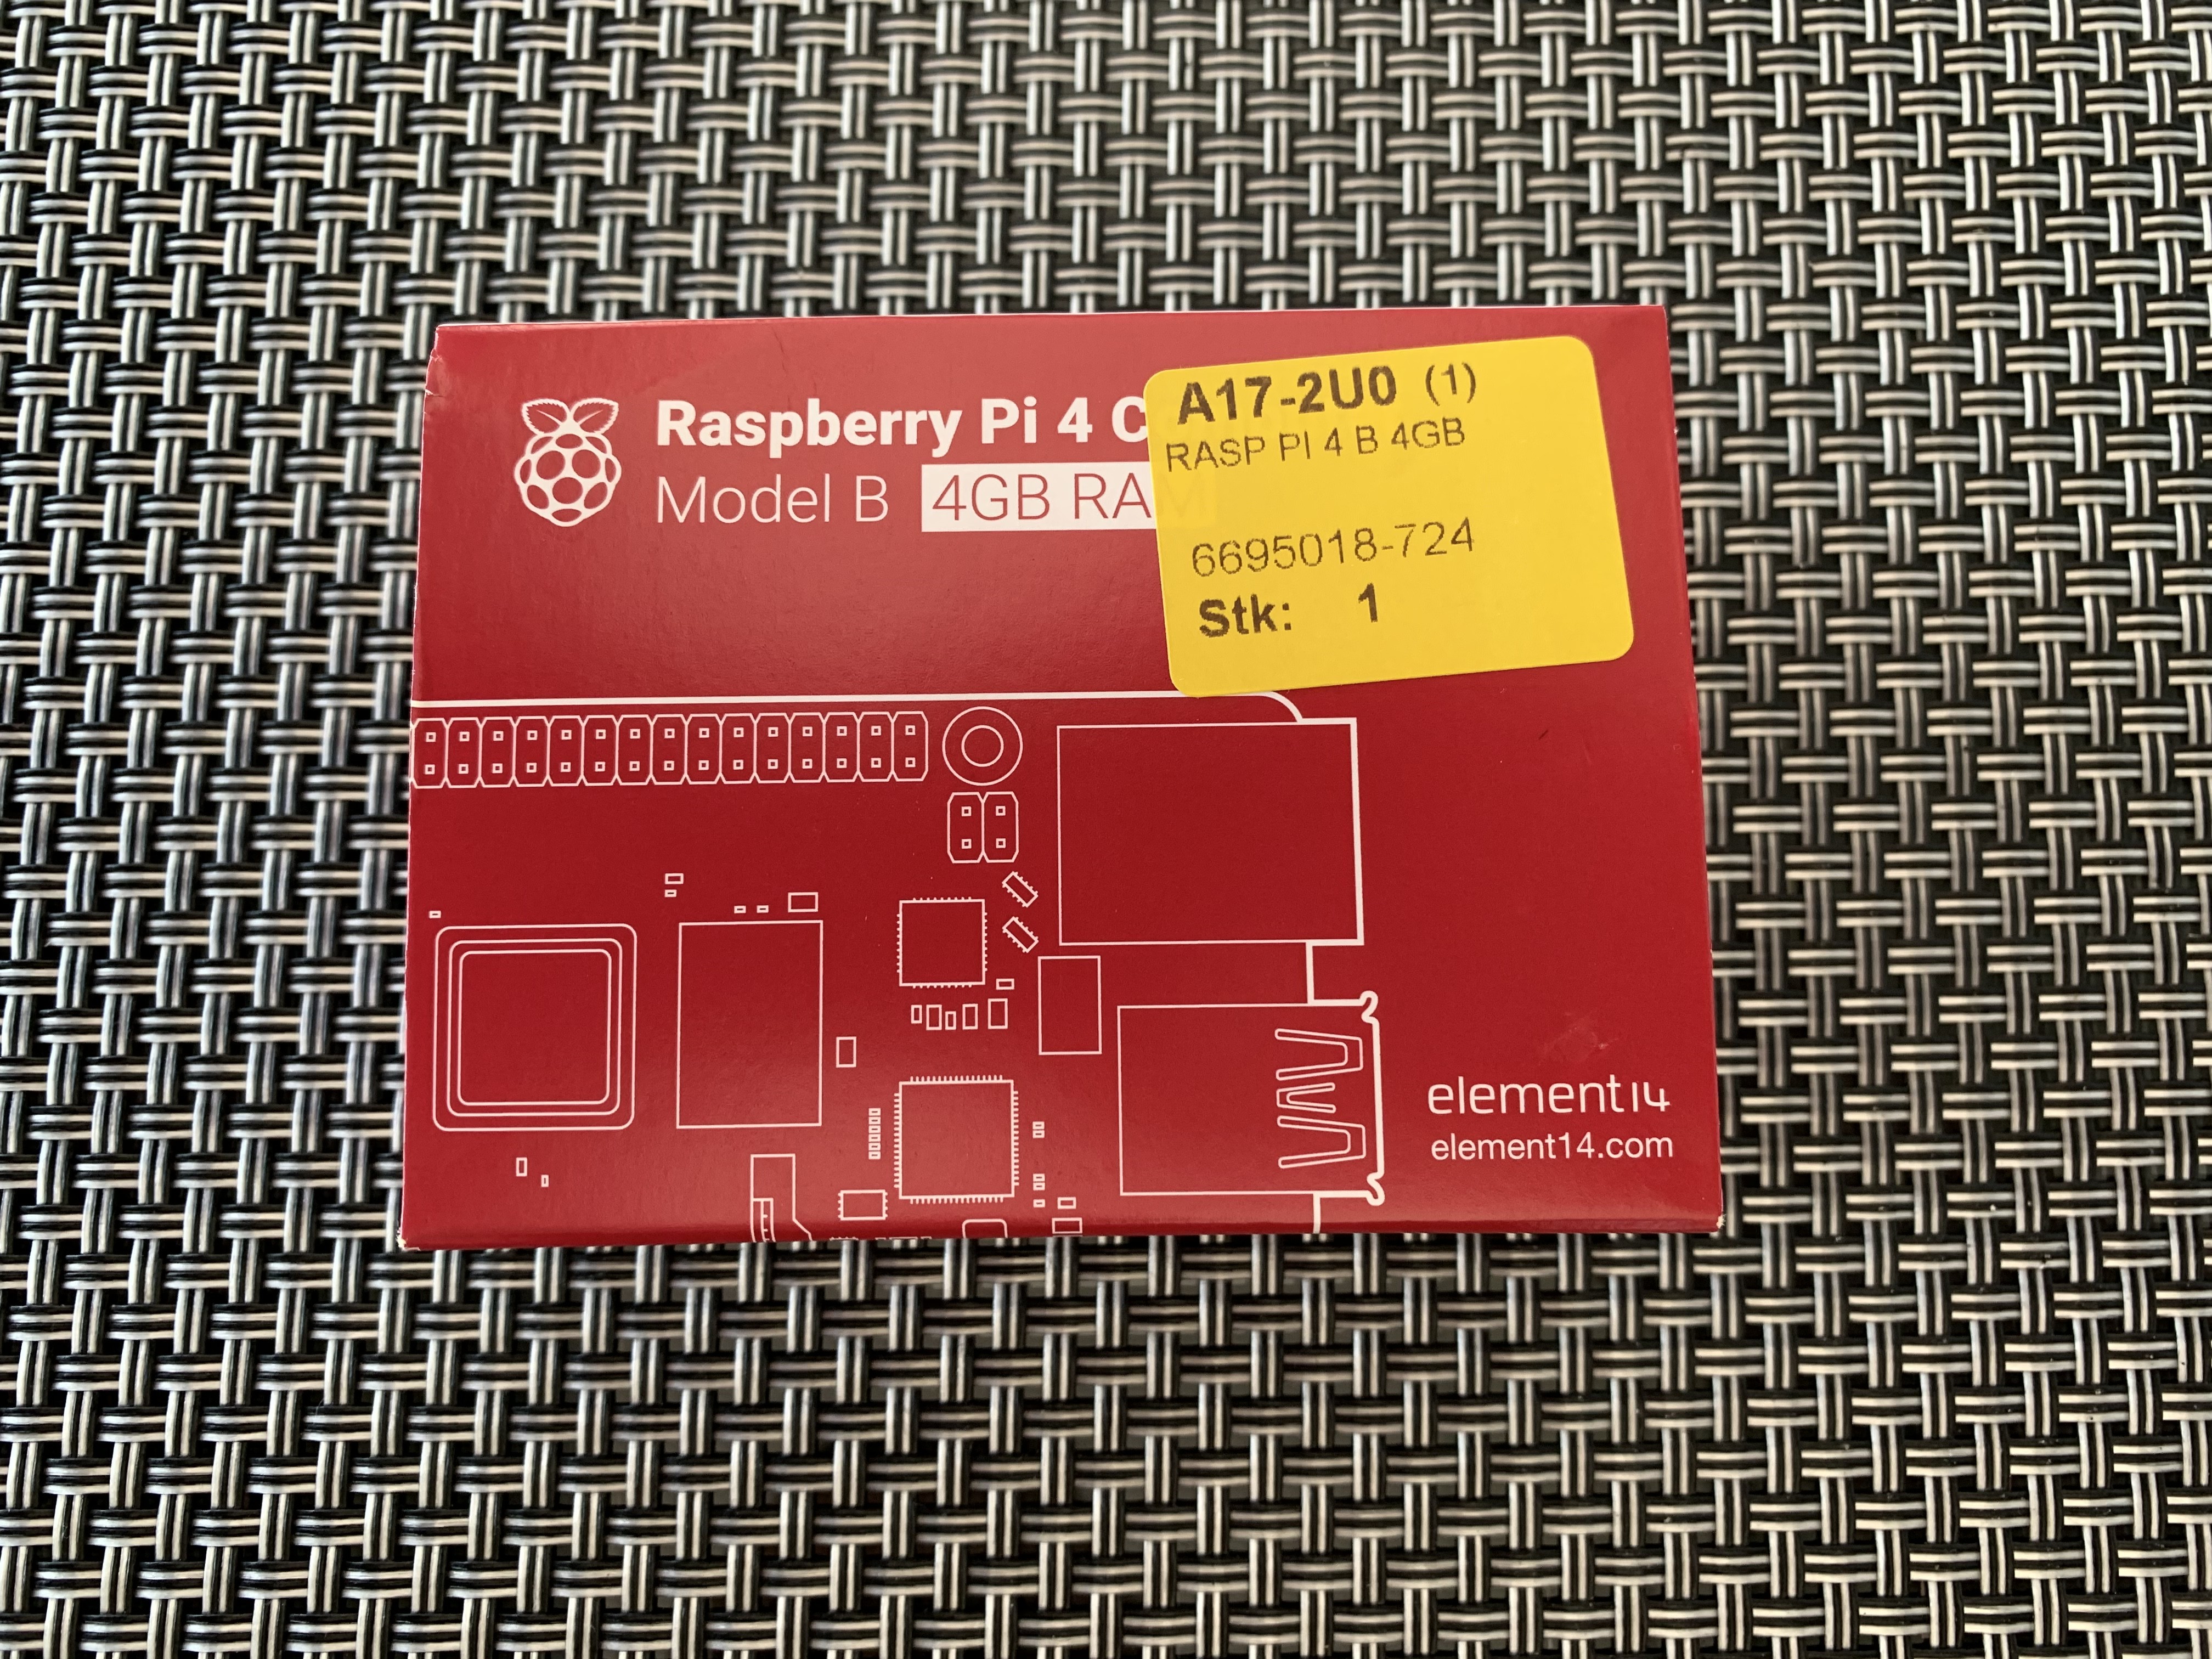 Raspberry Pi 4 C
Model B 4GB RAM
A17-2U0 (1)
RASP PI 4 B 4GB
6695018-724
Stk: 1
element14
element14.com